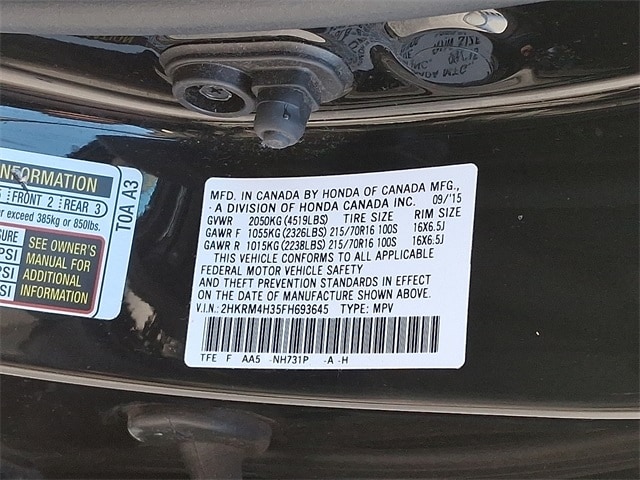 INFORMATION
FRONT 2 REAR 3
er exceed 385kg or 850lbs.
TOA A3
SURE
PSI
PSI
SI
SEE OWNER'S
MANUAL FOR
ADDITIONAL
INFORMATION
MFD. IN CANADA BY HONDA OF CANADA MFG.,
-A DIVISION OF HONDA CANADA INC. 09/'15
GVWR 2050KG (4519LBS) TIRE SIZE RIM SIZE
GAWR F 1055KG (2326LBS) 215/70R16 100S 16X6.5J
GAWR R 1015KG (2238LBS) 215/70R16 100S 16X6.5J
THIS VEHICLE CONFORMS TO ALL APPLICABLE
FEDERAL MOTOR VEHICLE SAFETY
AND THEFT PREVENTION STANDARDS IN EFFECT
ON THE DATE OF MANUFACTURE SHOWN ABOVE.
V.I.N.: 2HKRM4H35FH693645 TYPE: MPV
TFE F AA5 -NH731P -A -H